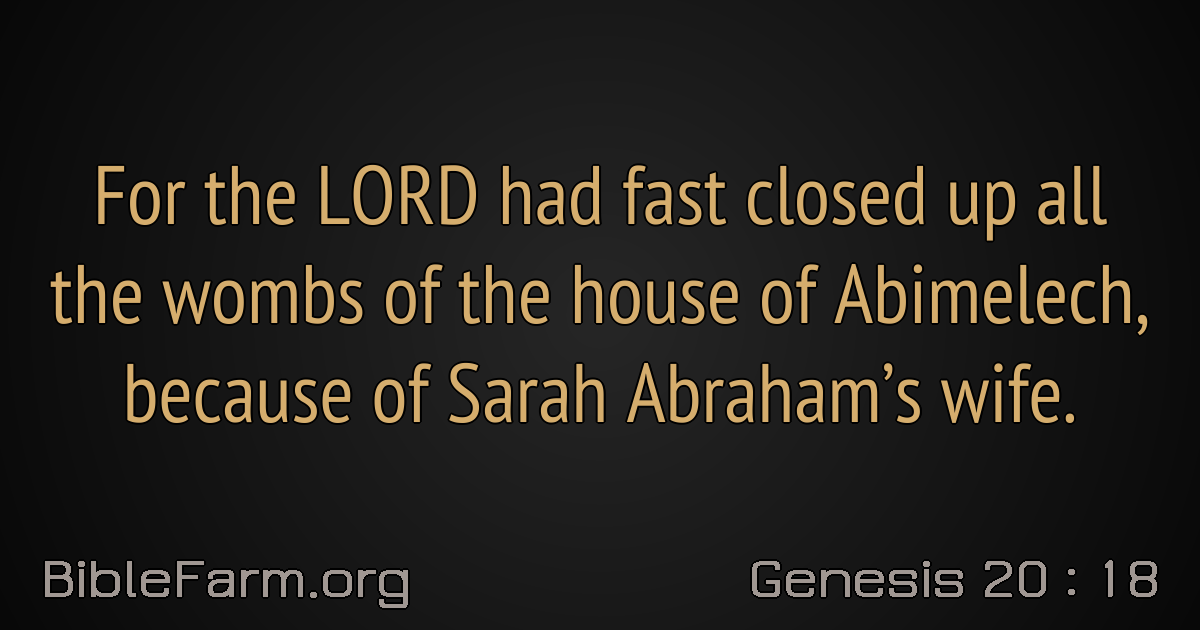 For the LORD had fast closed up all
the wombs of the house of Abimelech,
because of Sarah Abraham’s wife.
BibleFarm.org
Genesis 20 : 18